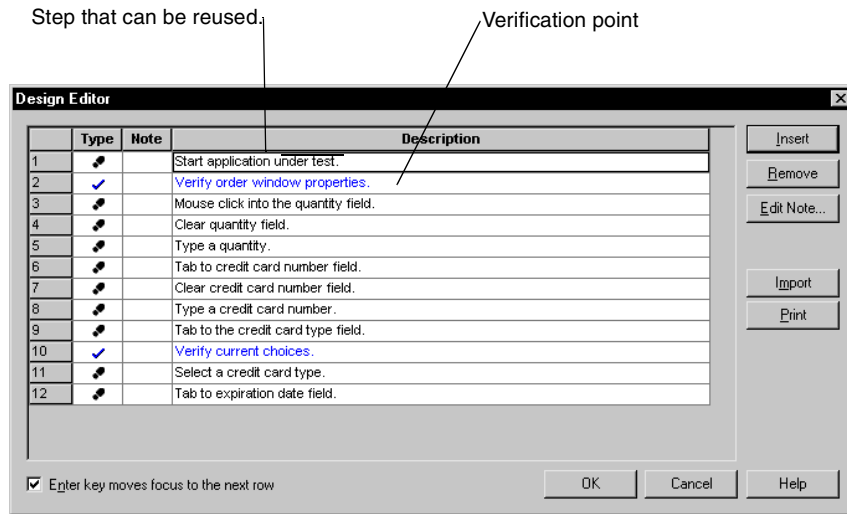 Step that can be reused.
Verification point
Design Editor
Type Note Description
Insert
1 Start application under test.
2 Verify order window properties.
Remove
3 Mouse click into the quantity field.
Edit Note...
4 Clear quantity field.
5 Type a quantity.
6 Tab to credit card number field.
7 Clear credit card number field.
Import
8 Type a credit card number.
Print
9 Tab to the credit card type field.
10 Verify current choices.
11 Select a credit card type.
12 Tab to expiration date field.
Enter key moves focus to the next row
OK Cancel Help